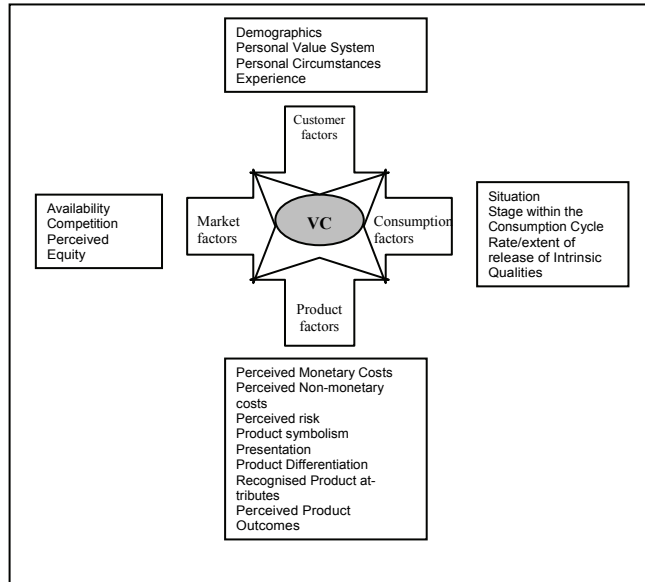 Demographics
Personal Value System
Personal Circumstances
Experience
Customer
factors
Availability
Competition
Perceived
Equity
Market
factors
VC
Consumption
factors
Situation
Stage within the
Consumption Cycle
Rate/extent of
release of Intrinsic
Qualities
Product
factors
Perceived Monetary Costs
Perceived Non-monetary
costs
Perceived risk
Product symbolism
Presentation
Product Differentiation
Recognised Product at-
tributes
Perceived Product
Outcomes